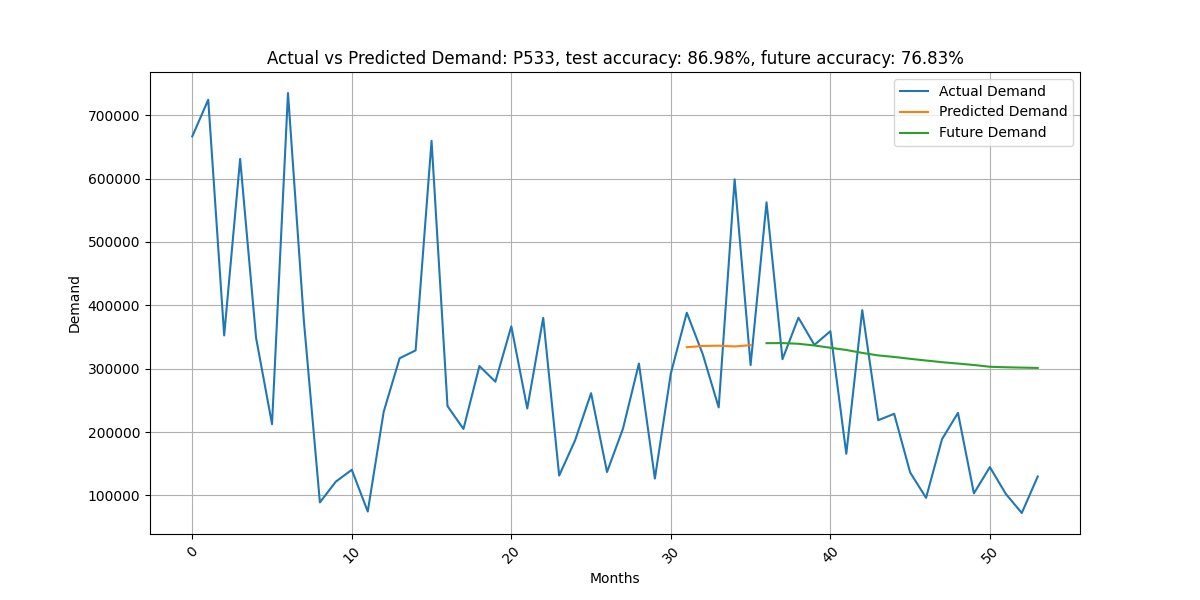 Actual vs Predicted Demand: P533, test accuracy: 86.98%, future accuracy: 76.83%
Actual Demand
Predicted Demand
Future Demand
700000
600000
500000
400000
300000
200000
100000
Demand
0
10
20
30
40
50
Months